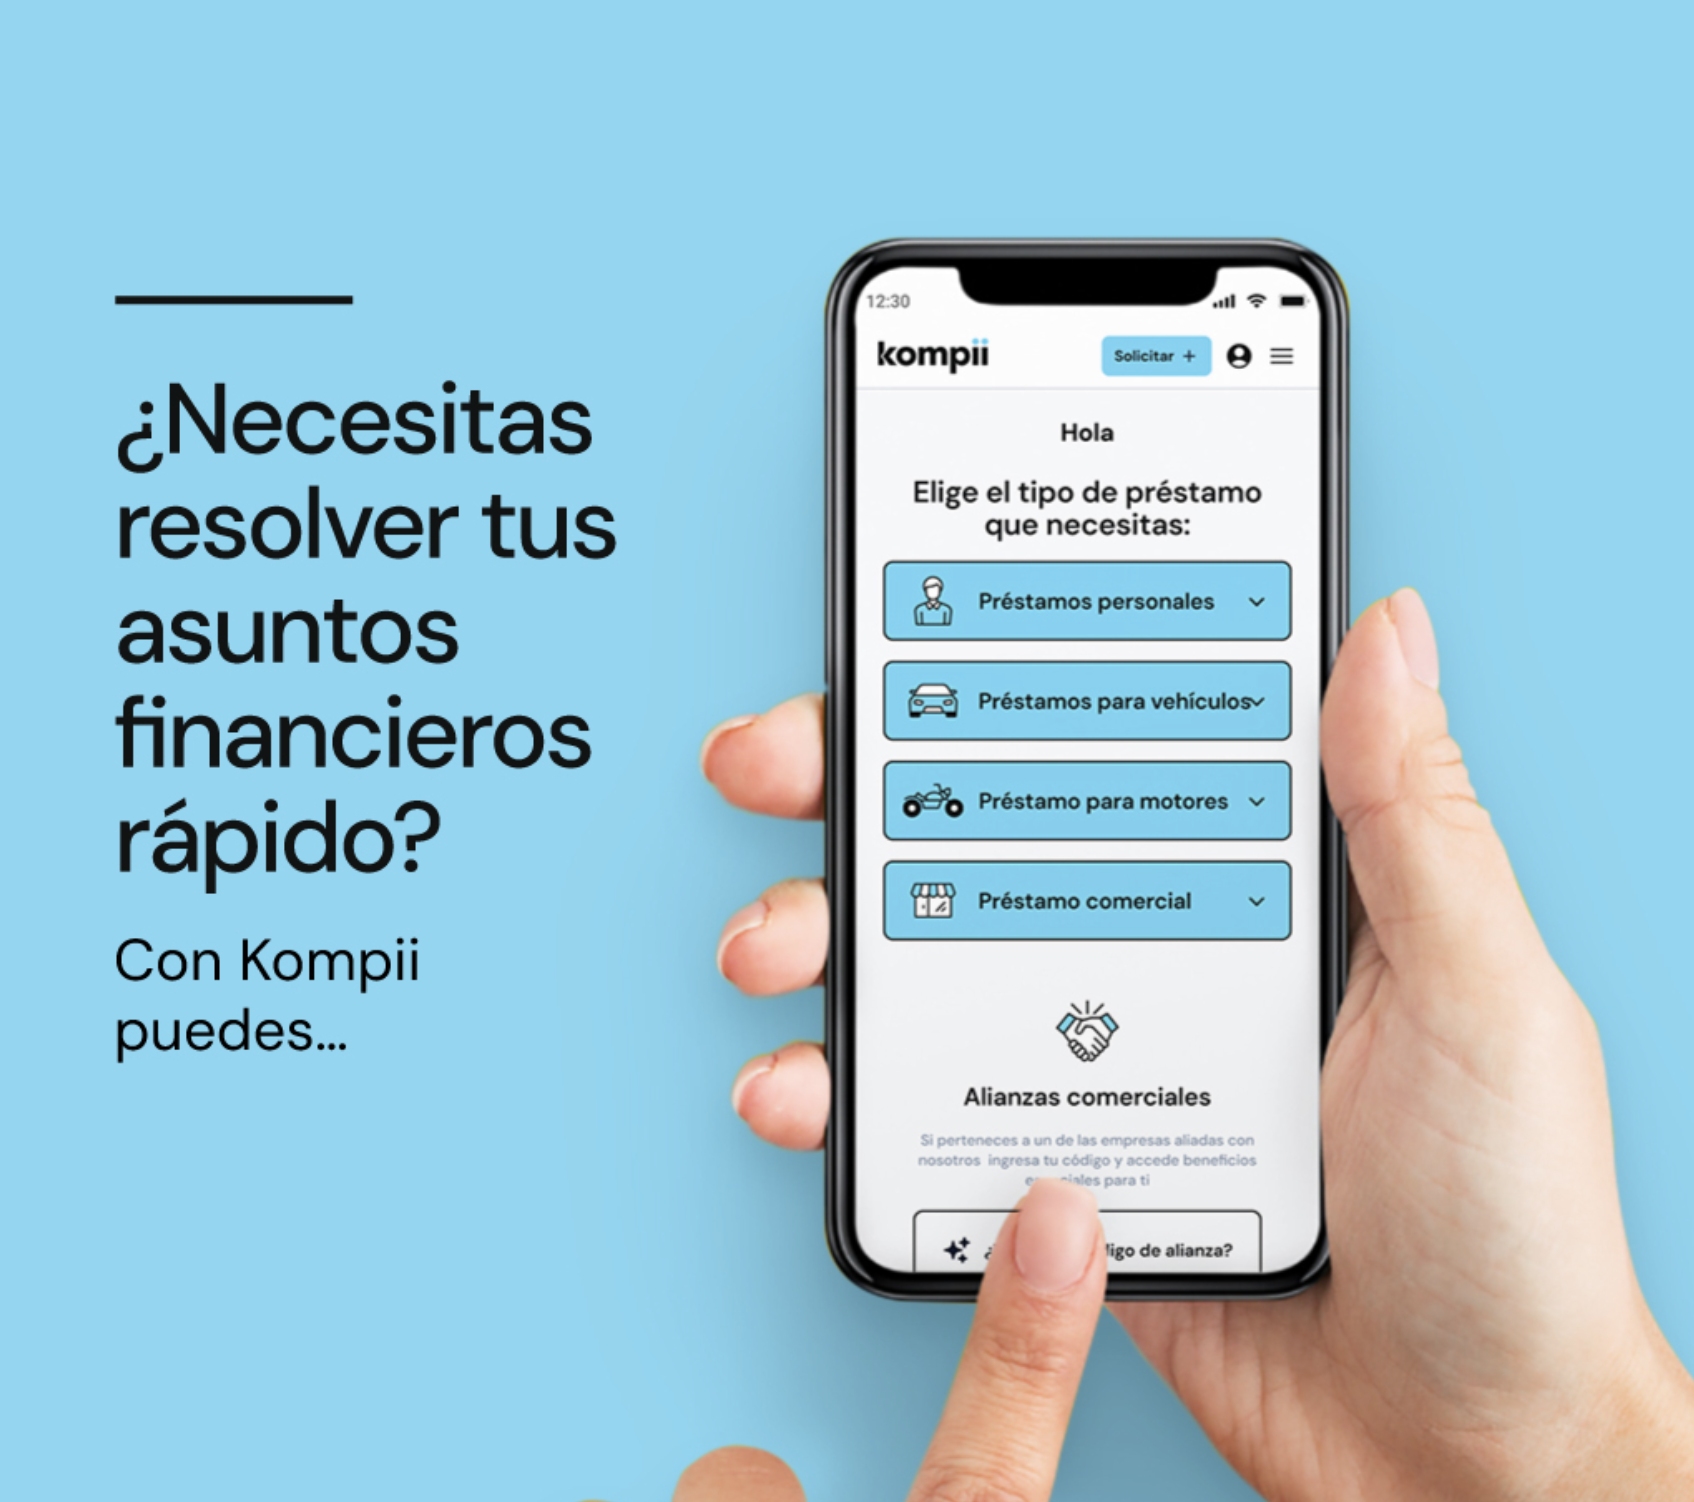 ¿Necesitas
resolver tus
asuntos
financieros
rápido?
Con Kompii
puedes...
12:30
kompii
Solicitar +
Hola
Elige el tipo de préstamo
que necesitas:
Préstamos personales
Préstamos para vehículos
Préstamo para motores
Préstamo comercial
Alianzas comerciales
Si perteneces a un de las empresas aliadas con
nosotros ingresa tu código y accede beneficios
para ti
de alianza?